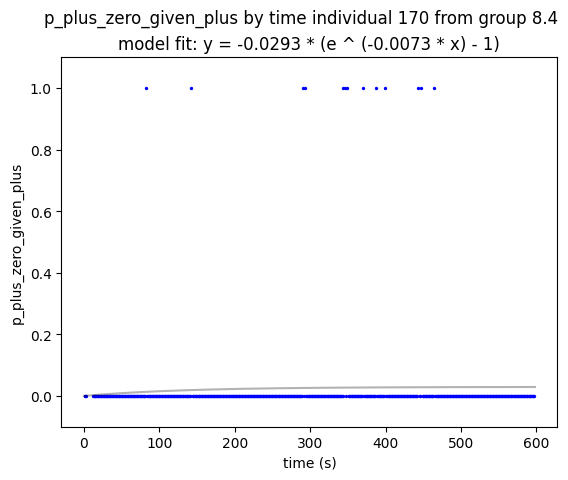 p_plus_zero_given_plus by time individual 170 from group 8.4
model fit: y = -0.0293 * (e ^ (-0.0073 * x) - 1)
1.0
0.8
0.6
0.4
0.2
0.0
p_plus_zero_given_plus
0 100 200 300 400 500 600
time (s)